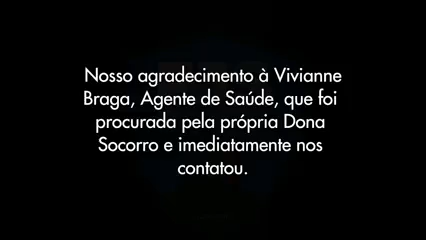 Nosso agradecimento à Vivianne
Braga, Agente de Saúde, que foi
procurada pela própria Dona
Socorro e imediatamente nos
contatou.